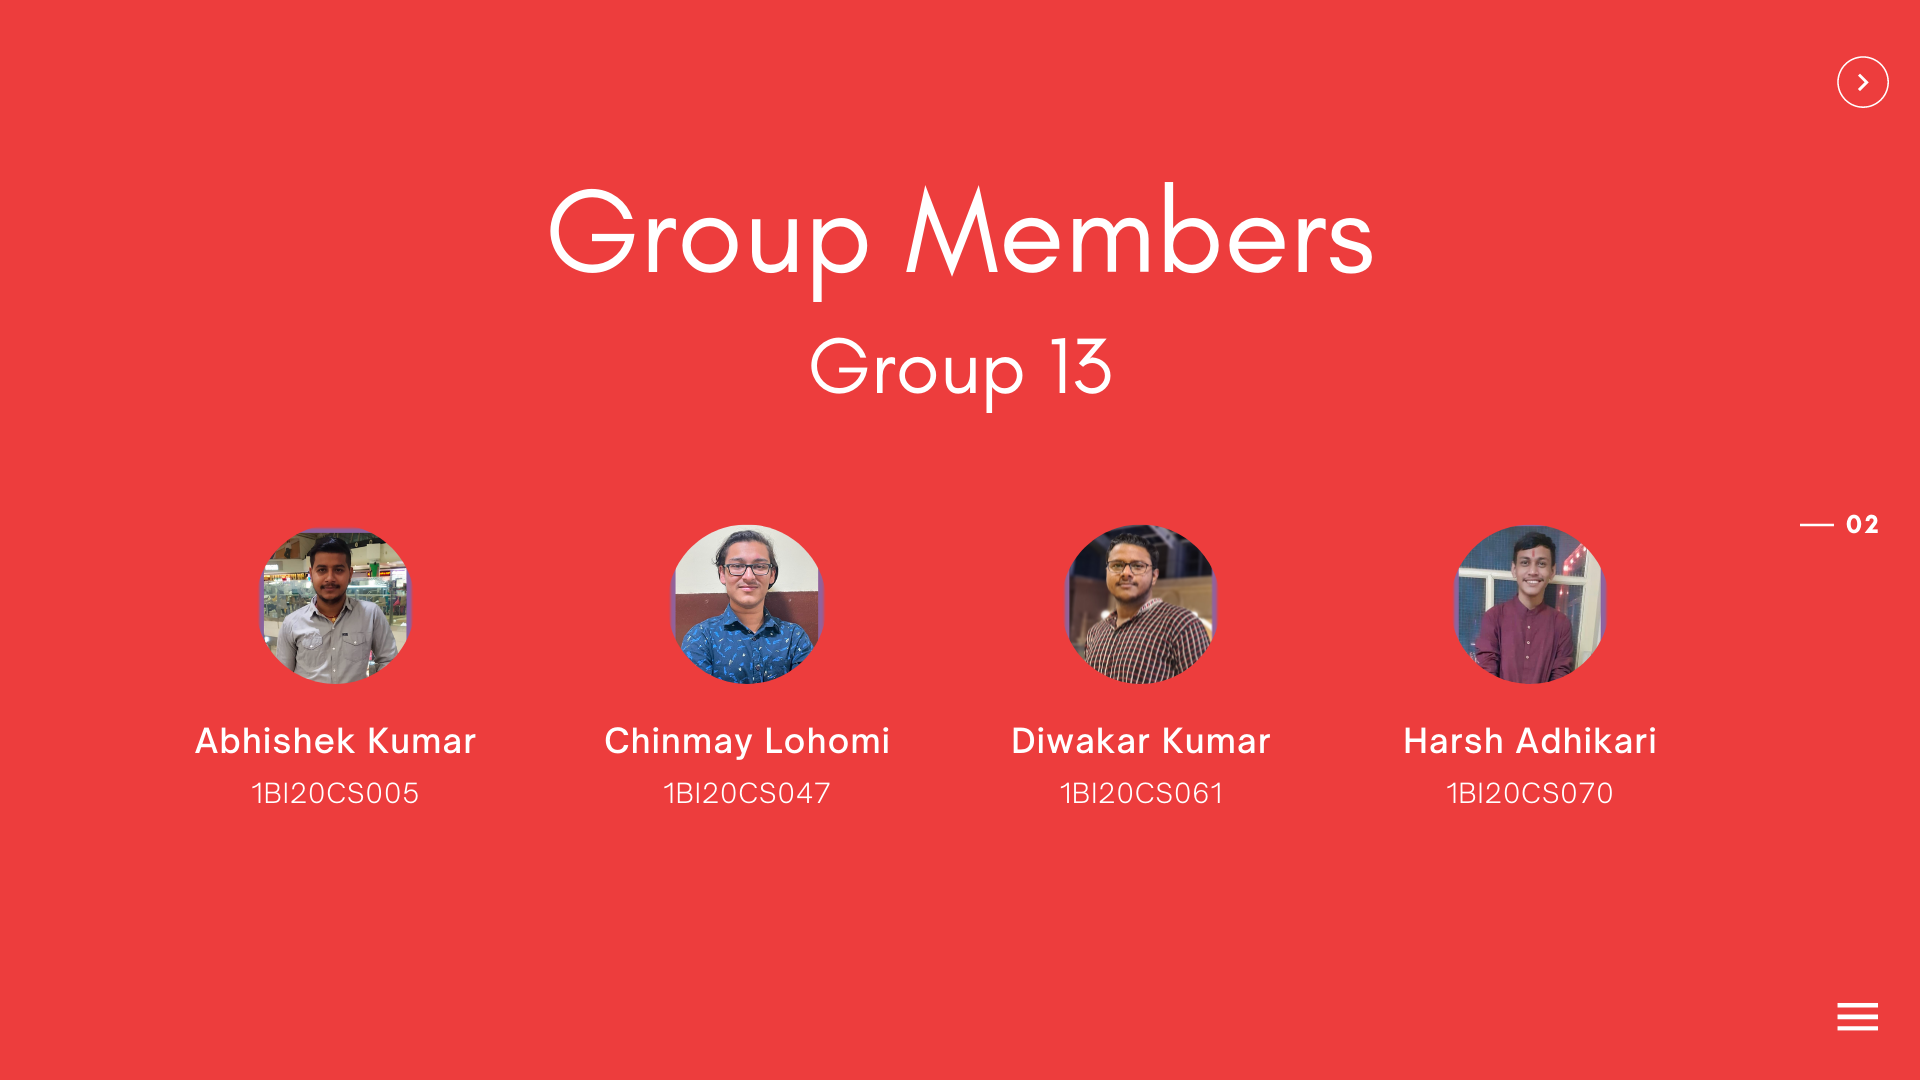 Group Members
Group 13
02
Abhishek Kumar
1BI20CS005
Chinmay Lohomi
1BI20CS047
Diwakar Kumar
1BI20CS061
Harsh Adhikari
1BI20CS070